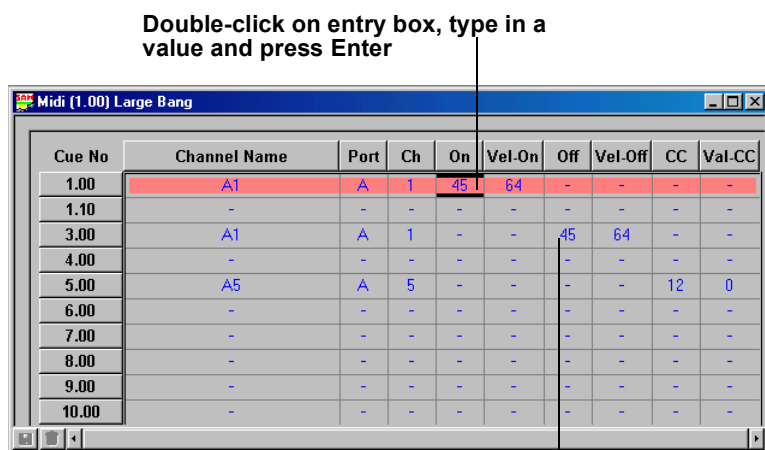 Double-click on entry box, type in a
value and press Enter
SAM Midi (1.00) Large Bang
Cue No Channel Name Port Ch On Vel-On Off Vel-Off CC Val-CC
1.00 A1 A 1 45 64 - - - -
1.10 - - - - - - - - -
3.00 A1 A 1 - - 45 64 - -
4.00 - - - - - - - - -
5.00 A5 A 5 - - - - 12 0
6.00 - - - - - - - - -
7.00 - - - - - - - - -
8.00 - - - - - - - - -
9.00 - - - - - - - - -
10.00 - - - - - - - - -